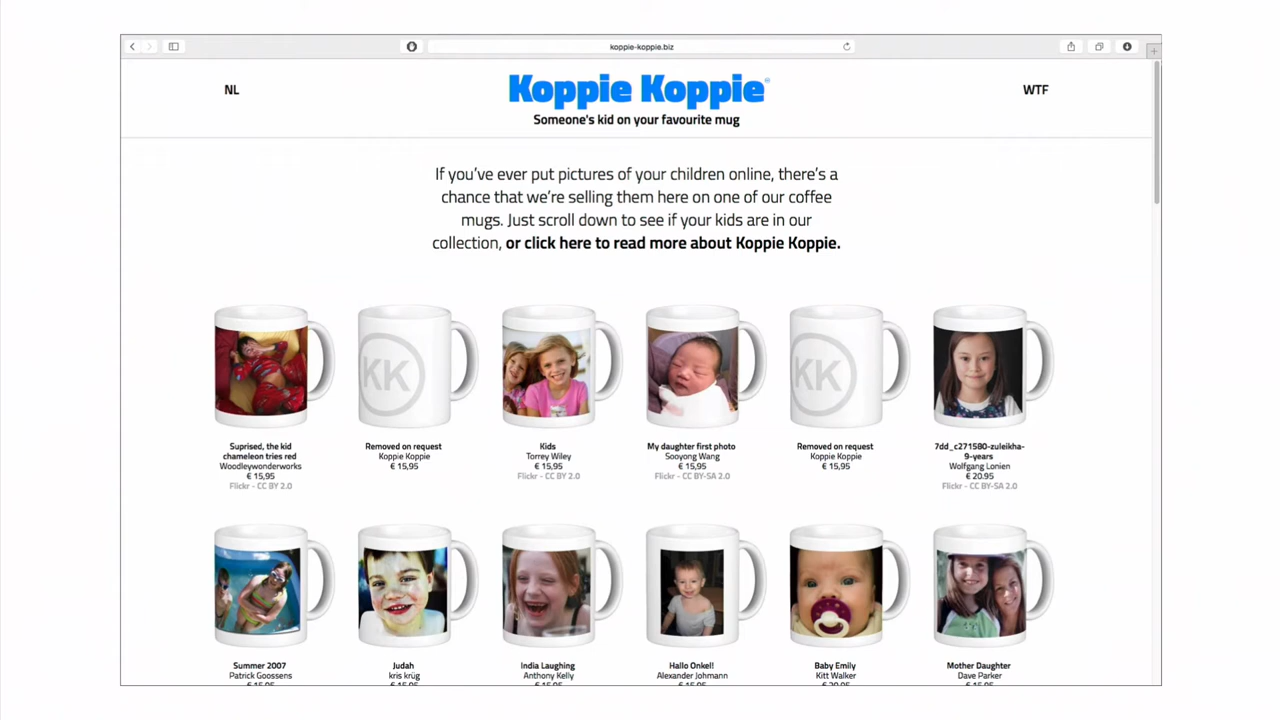 koppie-koppie.biz
NL
Koppie Koppie
WTF
Someone's kid on your favourite mug
If you've ever put pictures of your children online, there's a
chance that we're selling them here on one of our coffee
mugs. Just scroll down to see if your kids are in our
collection, or click here to read more about Koppie Koppie.
KK
KK
Suprised, the kid
chameleon tries red
Woodleywonderworks
€ 15,95
Flickr - CC BY 2.0
Removed on request
Koppie Koppie
€ 15,95
Kids
Torrey Wiley
€ 15,95
Flickr - CC BY 2.0
My daughter first photo
Sooyong Wang
€ 15,95
Flickr - CC BY-SA 2.0
Removed on request
Koppie Koppie
€ 15,95
7dd_c271580-zuleikha-
9-years
Wolfgang Lonien
€ 20.95
Flickr - CC BY-SA 2.0
Summer 2007
Patrick Goossens
Judah
kris krüg
India Laughing
Anthony Kelly
Hallo Onkel!
Alexander Johmann
Baby Emily
Kitt Walker
Mother Daughter
Dave Parker